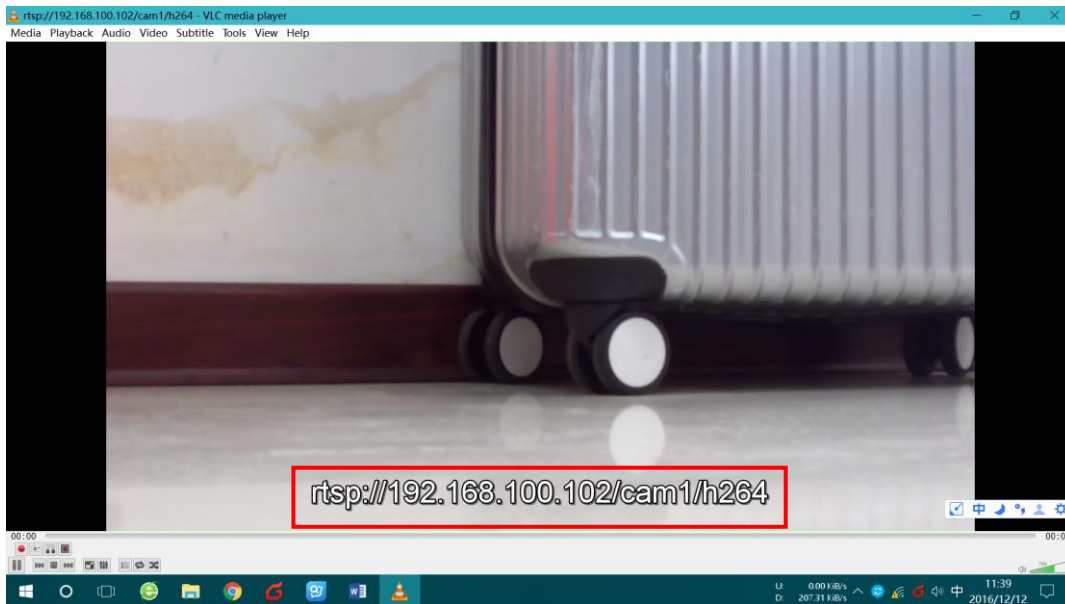 rtsp://192.168.100.102/cam1/h264 - VLC media player
Media Playback Audio Video Subtitle Tools View Help
rtsp://192.168.100.102/cam1/h264
中
00:00
U: 0.00 KiB/s
D: 207.31 KiB/s
中
11:39
2016/12/12